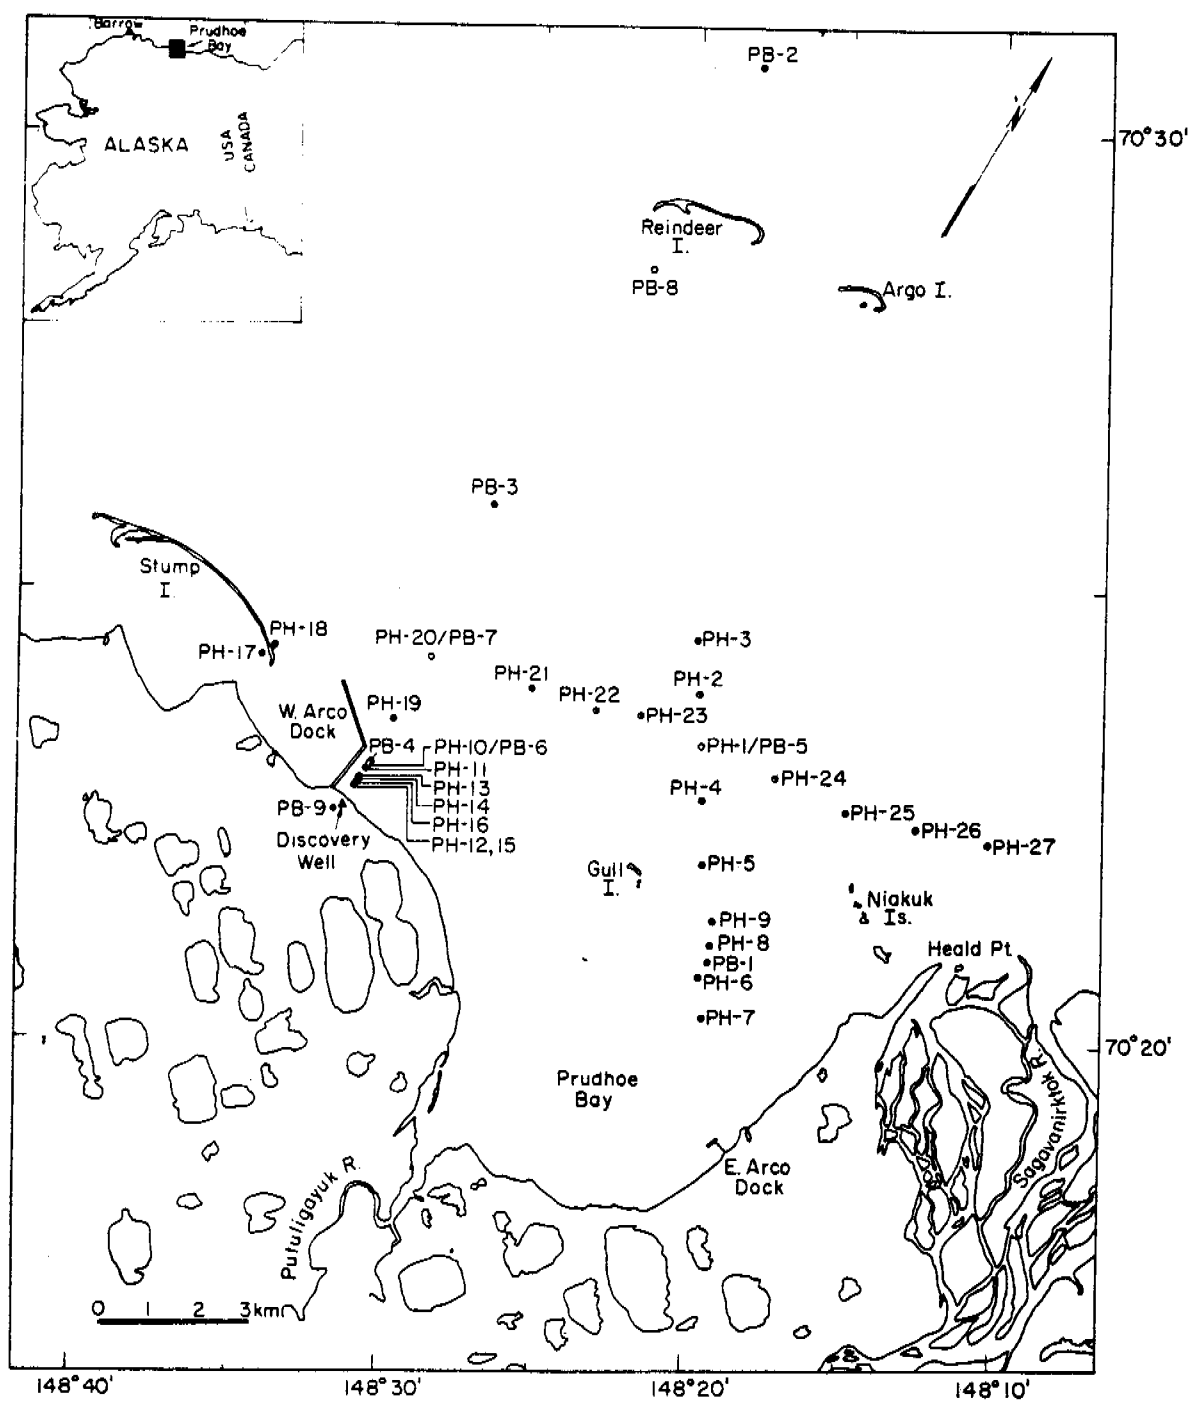 Barrow
Prudhoe
Bay
ALASKA
USA
CANADA
PB-2
N
70°30'
Reindeer
I.
PB-8
Argo I.
PB-3
Stump
I.
PH-18
PH-17
PH-20/PB-7
PH-3
PH-21
PH-2
PH-22
PH-19
PH-23
W. Arco
Dock
PB-4
PH-10/PB-6
PH-1/PB-5
PH-11
PH-24
PH-13
PH-4
PH-14
PB-9
PH-25
PH-16
PH-26
Discovery
Well
PH-12,15
PH-27
Gull
I.
PH-5
Niakuk
Is.
PH-9
PH-8
Heald Pt.
PB-1
PH-6
PH-7
70°20'
Prudhoe
Bay
Sagavanirktok R.
E. Arco
Dock
Putuligayuk R.
0 1 2 3 km
148°40' 148°30' 148°20' 148°10'